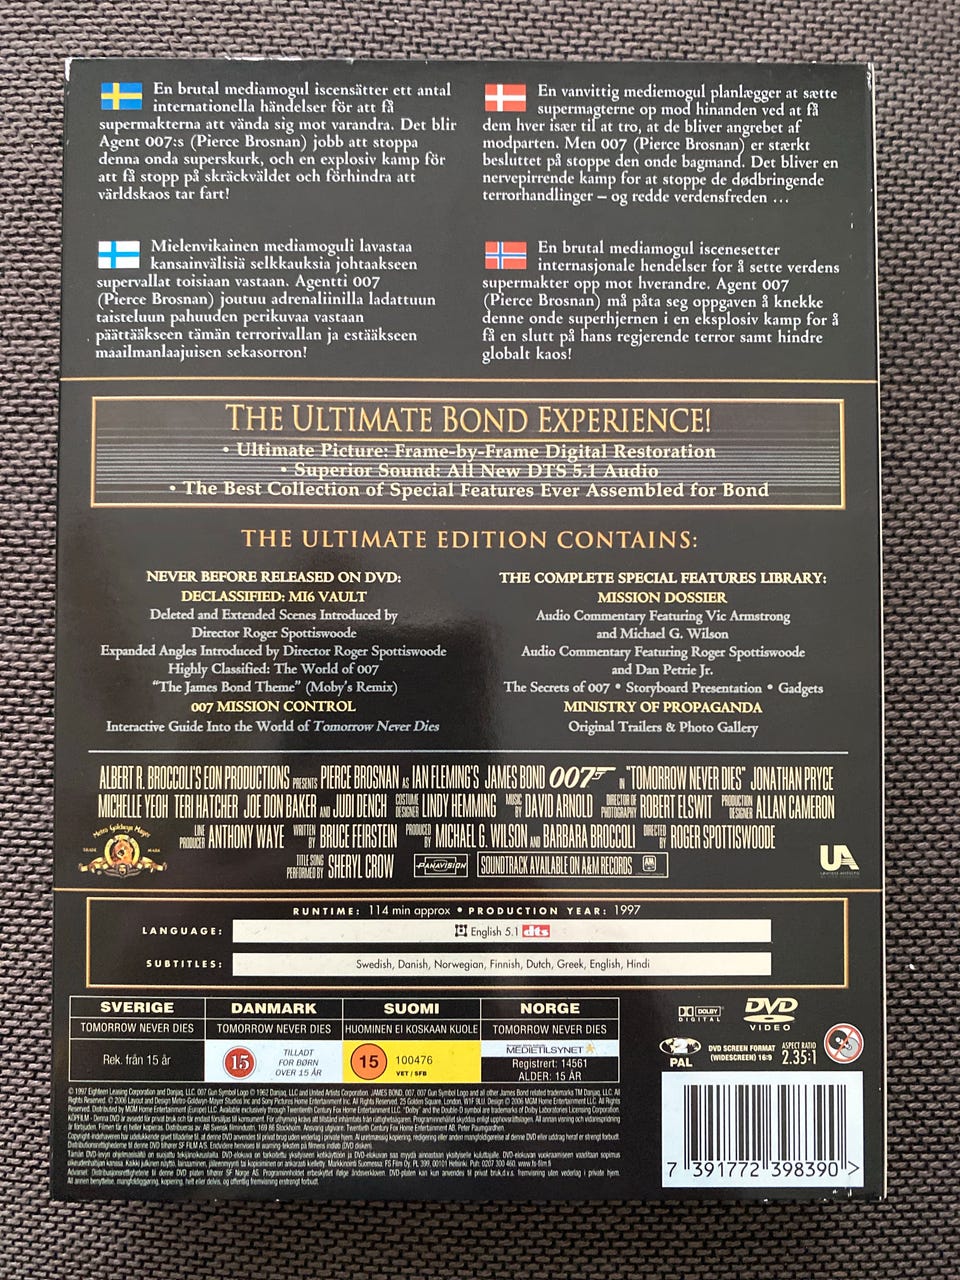 En brutal mediamogul iscensätter ett antal
internationella händelser för att få
supermakterna att vända sig mot varandra. Det blir
Agent 007:s (Pierce Brosnan) jobb att stoppa
denna onda superskurk, och en explosiv kamp för
att få stopp på skräckväldet och förhindra att
världskaos tar fart!
En vanvittig mediemogul planlægger at sætte
supermagterne op mod hinanden ved at få
dem hver især til at tro, at de bliver angrebet af
modparten. Men 007 (Pierce Brosnan) er stærkt
besluttet på stoppe den onde bagmand. Det bliver en
nervepirrende kamp for at stoppe de dødbringende
terrorhandlinger – og redde verdensfreden ...
Mielenvikainen mediamoguli lavastaa
kansainvälisiä selkkauksia johtaakseen
supervallat toisiaan vastaan. Agentti 007
(Pierce Brosnan) joutuu adrenaliinilla ladattuun
taisteluun pahuuden perikuvaa vastaan
päättääkseen tämän terrorivallan ja estääkseen
maailmanlaajuisen sekasorron!
En brutal mediamogul iscenesetter
internasjonale hendelser for å sette verdens
supermakter opp mot hverandre. Agent 007
(Pierce Brosnan) må påta seg oppgaven å knekke
denne onde superhjernen i en eksplosiv kamp for å
få en slutt på hans regjerende terror samt hindre
globalt kaos!
THE ULTIMATE BOND EXPERIENCE!
• Ultimate Picture: Frame-by-Frame Digital Restoration
• Superior Sound: All New DTS 5.1 Audio
• The Best Collection of Special Features Ever Assembled for Bond
THE ULTIMATE EDITION CONTAINS:
NEVER BEFORE RELEASED ON DVD:
DECLASSIFIED: MI6 VAULT
Deleted and Extended Scenes Introduced by
Director Roger Spottiswoode
Expanded Angles Introduced by Director Roger Spottiswoode
Highly Classified: The World of 007
"The James Bond Theme" (Moby's Remix)
007 MISSION CONTROL
Interactive Guide Into the World of Tomorrow Never Dies
THE COMPLETE SPECIAL FEATURES LIBRARY:
MISSION DOSSIER
Audio Commentary Featuring Vic Armstrong
and Michael G. Wilson
Audio Commentary Featuring Roger Spottiswoode
and Dan Petrie Jr.
The Secrets of 007 • Storyboard Presentation • Gadgets
MINISTRY OF PROPAGANDA
Original Trailers & Photo Gallery
ALBERT R. BROCCOLI'S EON PRODUCTIONS PRESENTS PIERCE BROSNAN AS IAN FLEMING'S JAMES BOND 007 IN "TOMORROW NEVER DIES" JONATHAN PRYCE
MICHELLE YEOH TERI HATCHER JOE DON BAKER AND JUDI DENCH COSTUME DESIGNER LINDY HEMMING MUSIC BY DAVID ARNOLD DIRECTOR OF PHOTOGRAPHY ROBERT ELSWIT PRODUCTION DESIGNER ALLAN CAMERON
LINE PRODUCER ANTHONY WAYE WRITTEN BY BRUCE FEIRSTEIN PRODUCED BY MICHAEL G. WILSON AND BARBARA BROCCOLI DIRECTED BY ROGER SPOTTISWOODE
TITLE SONG PERFORMED BY SHERYL CROW PANAVISION SOUNDTRACK AVAILABLE ON A&M RECORDS
Metro Goldwyn Mayer
TRADE MARK
UA
UNITED ARTISTS
RUNTIME: 114 min approx • PRODUCTION YEAR: 1997
LANGUAGE: English 5.1 dts
SUBTITLES: Swedish, Danish, Norwegian, Finnish, Dutch, Greek, English, Hindi
SVERIGE DANMARK SUOMI NORGE
TOMORROW NEVER DIES TOMORROW NEVER DIES HUOMINEN EI KOSKAAN KUOLE TOMORROW NEVER DIES
Rek. från 15 år
15 TILLADT
FOR BØRN
OVER 15 ÅR
15 100476
VET / SFB
MEDIETILSYNET
Registrert: 14561
ALDER: 15 ÅR
DOLBY
DIGITAL
DVD
VIDEO
PAL
DVD SCREEN FORMAT
(WIDESCREEN) 16:9
ASPECT RATIO
2.35:1
7 391772 398390 >